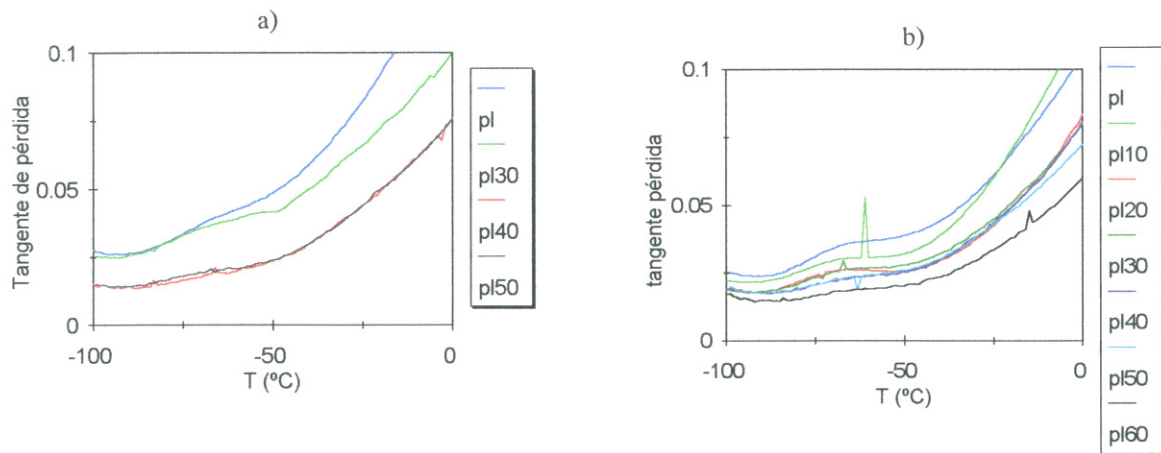 a)
0.1
0.05
0
-100
-50
0
T (ºC)
Tangente de pérdida
pl
pl30
pl40
pl50
b)
0.1
0.05
0
-100
-50
0
T (ºC)
tangente pérdida
pl
pl10
pl20
pl30
pl40
pl50
pl60